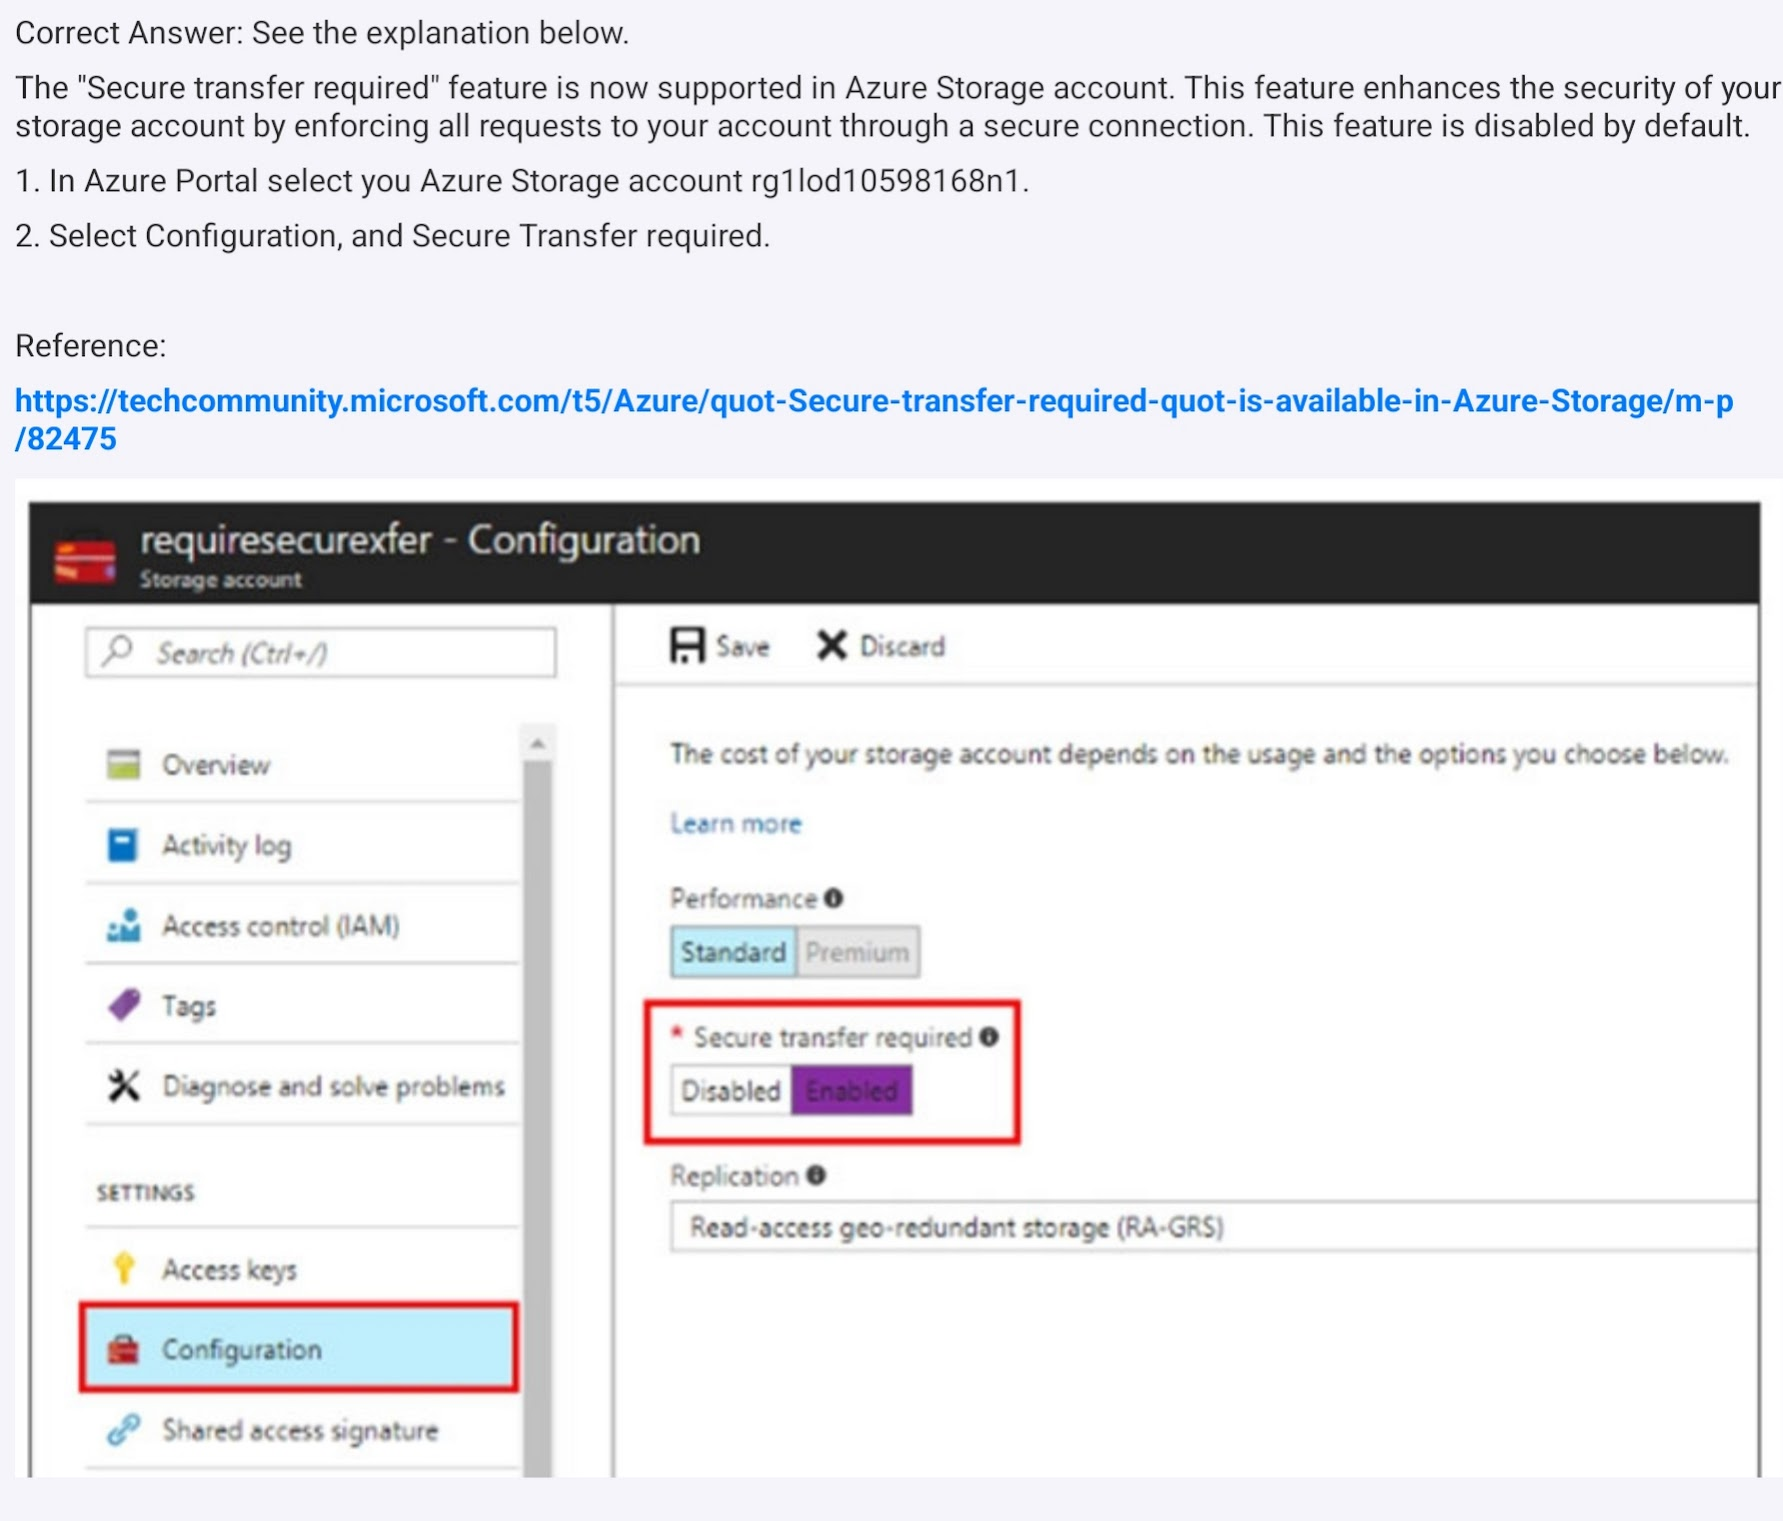 Correct Answer: See the explanation below.
The "Secure transfer required" feature is now supported in Azure Storage account. This feature enhances the security of your
storage account by enforcing all requests to your account through a secure connection. This feature is disabled by default.
1. In Azure Portal select you Azure Storage account rg1lod10598168n1.
2. Select Configuration, and Secure Transfer required.
Reference:
https://techcommunity.microsoft.com/t5/Azure/quot-Secure-transfer-required-quot-is-available-in-Azure-Storage/m-p
/82475
requiresecurexfer - Configuration
Storage account
Search (Ctrl+/)
Overview
Activity log
Access control (IAM)
Tags
Diagnose and solve problems
SETTINGS
Access keys
Configuration
Shared access signature
Save Discard
The cost of your storage account depends on the usage and the options you choose below.
Learn more
Performance
Standard Premium
* Secure transfer required
Disabled Enabled
Replication
Read-access geo-redundant storage (RA-GRS)